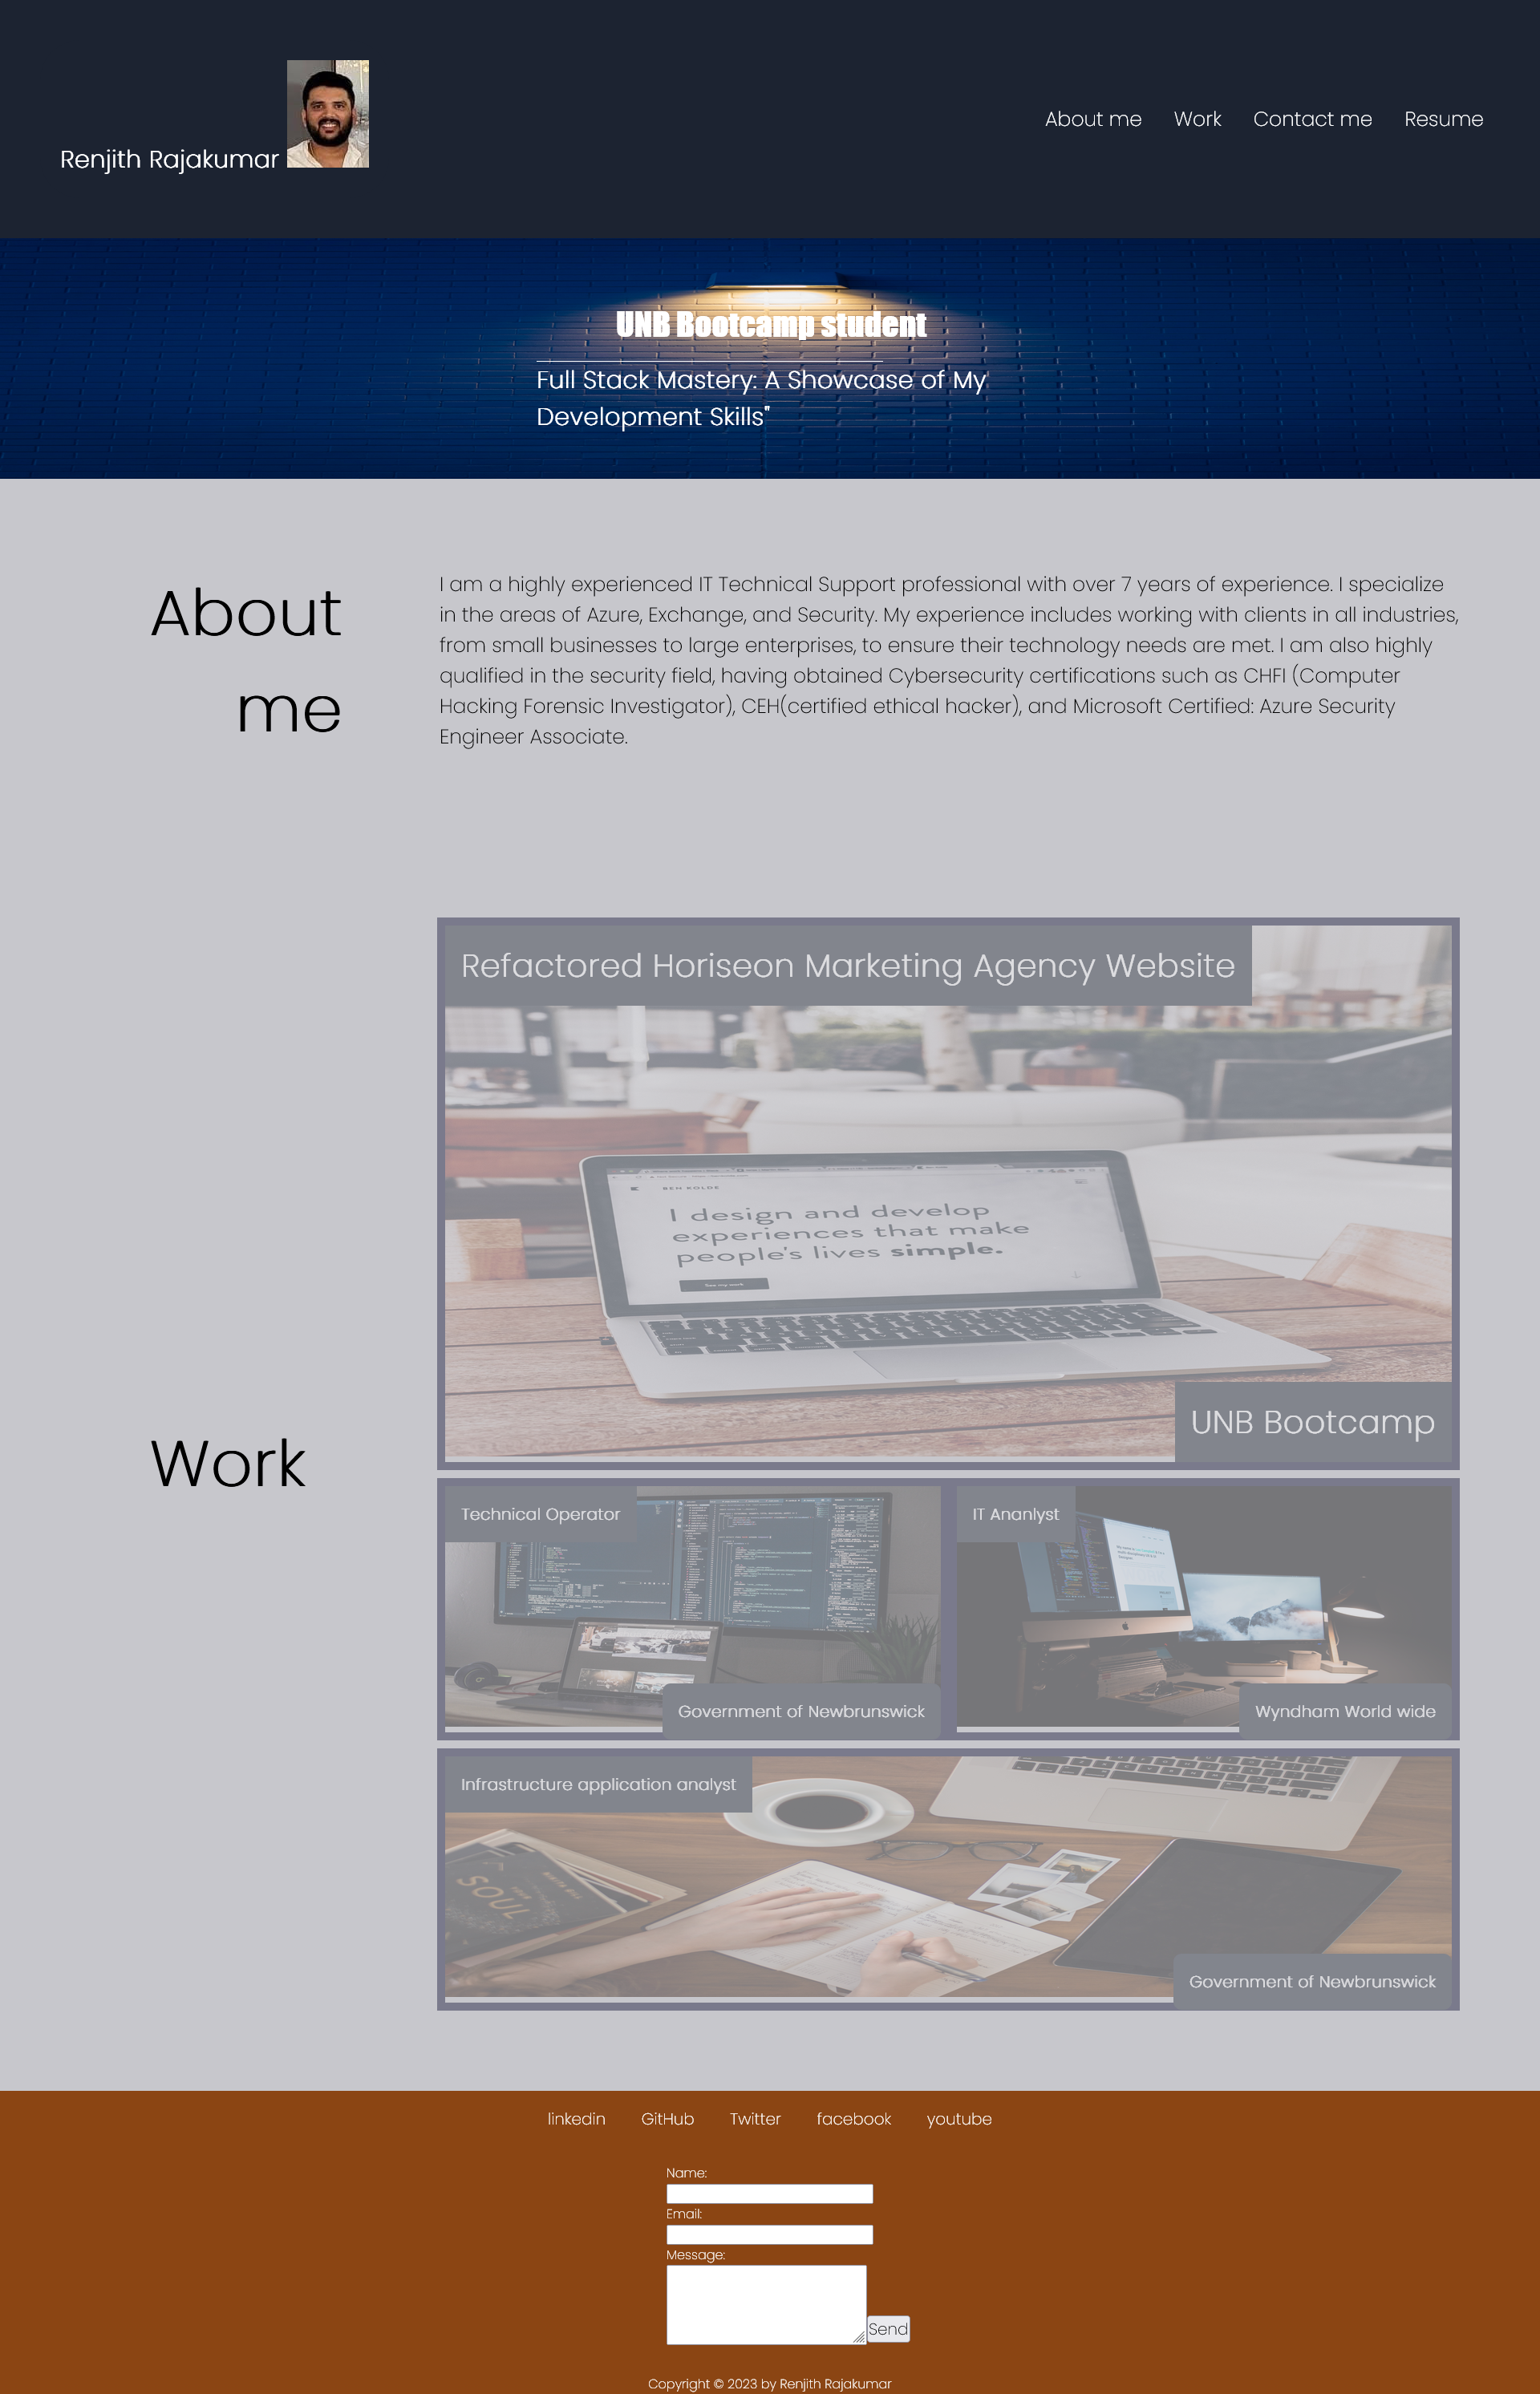 Renjith Rajakumar
About me
Work
Contact me
Resume
UNB Bootcamp student
Full Stack Mastery: A Showcase of My
Development Skills"
About
me
I am a highly experienced IT Technical Support professional with over 7 years of experience. I specialize
in the areas of Azure, Exchange, and Security. My experience includes working with clients in all industries,
from small businesses to large enterprises, to ensure their technology needs are met. I am also highly
qualified in the security field, having obtained Cybersecurity certifications such as CHFI (Computer
Hacking Forensic Investigator), CEH(certified ethical hacker), and Microsoft Certified: Azure Security
Engineer Associate.
Work
Refactored Horiseon Marketing Agency Website
BEN KOLDE
I design and develop
experiences that make
people's lives simple.
UNB Bootcamp
Technical Operator
Government of Newbrunswick
IT Ananlyst
Wyndham World wide
Infrastructure application analyst
SOUL
Government of Newbrunswick
linkedin
GitHub
Twitter
facebook
youtube
Name:
Email:
Message:
Send
Copyright © 2023 by Renjith Rajakumar